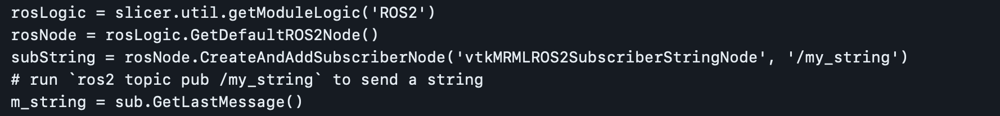 rosLogic = slicer.util.getModuleLogic('ROS2')
rosNode = rosLogic.GetDefaultROS2Node()
subString = rosNode.CreateAndAddSubscriberNode('vtkMRMLROS2SubscriberStringNode', '/my_string')
# run `ros2 topic pub /my_string` to send a string
m_string = sub.GetLastMessage()